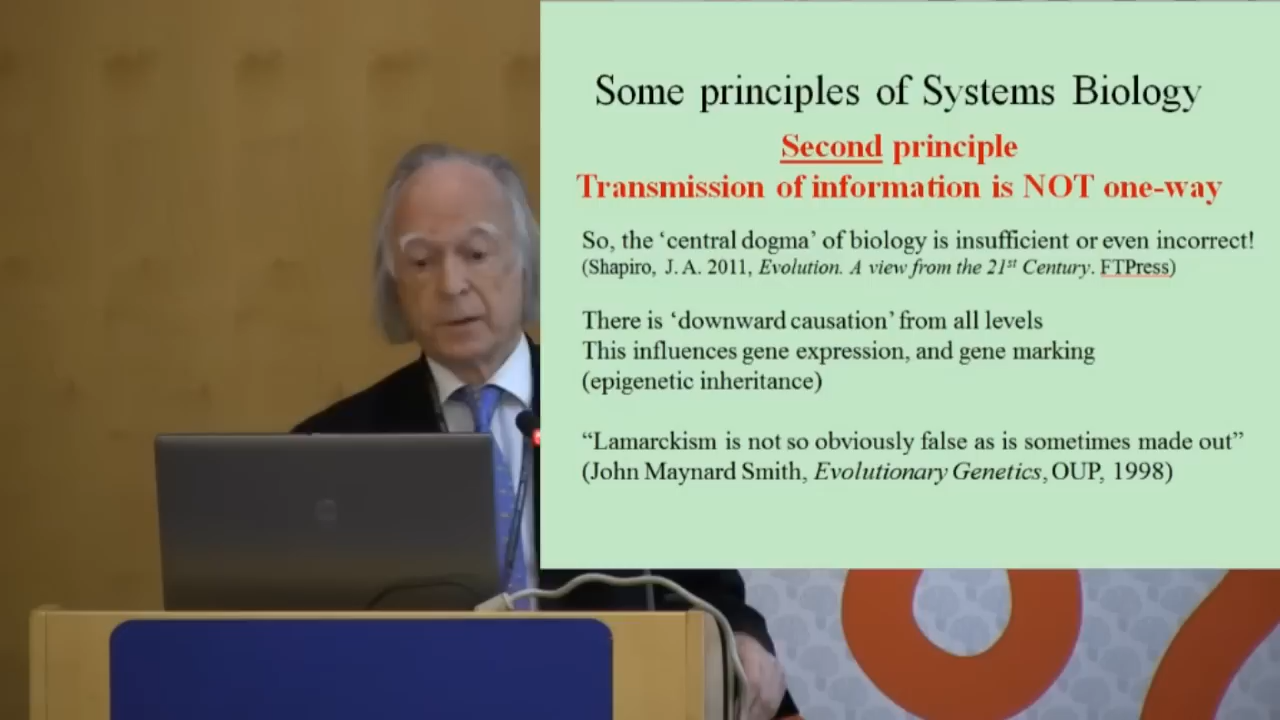 Some principles of Systems Biology
Second principle
Transmission of information is NOT one-way
So, the ‘central dogma’ of biology is insufficient or even incorrect!
(Shapiro, J. A. 2011, Evolution. A view from the 21st Century. FTPress)
There is ‘downward causation’ from all levels
This influences gene expression, and gene marking
(epigenetic inheritance)
“Lamarckism is not so obviously false as is sometimes made out”
(John Maynard Smith, Evolutionary Genetics, OUP, 1998)